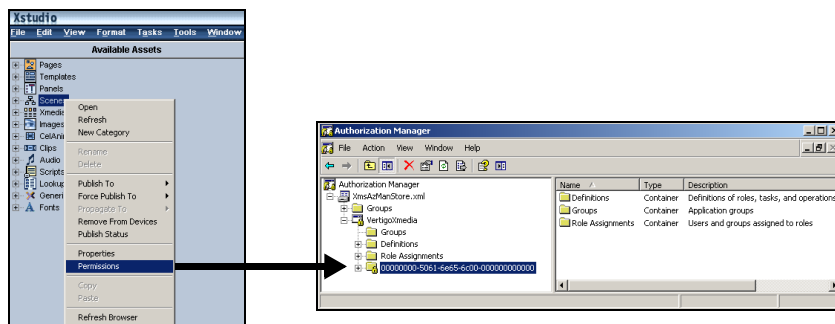 Xstudio
File Edit View Format Tasks Tools Window
Available Assets
Pages
Templates
Panels
Scenes
Xmedia
Images
CelAni
Clips
Audio
Scripts
Lookup
Generi
Fonts
Open
Refresh
New Category
Rename
Delete
Publish To
Force Publish To
Propagate To
Remove From Devices
Publish Status
Properties
Permissions
Copy
Paste
Refresh Browser
Authorization Manager
File Action View Window Help
Authorization Manager
XmsAzManStore.xml
Groups
VertigoXmedia
Groups
Definitions
Role Assignments
00000000-5061-6e65-6c00-000000000000
Name Type Description
Definitions Container Definitions of roles, tasks, and operations
Groups Container Application groups
Role Assignments Container Users and groups assigned to roles